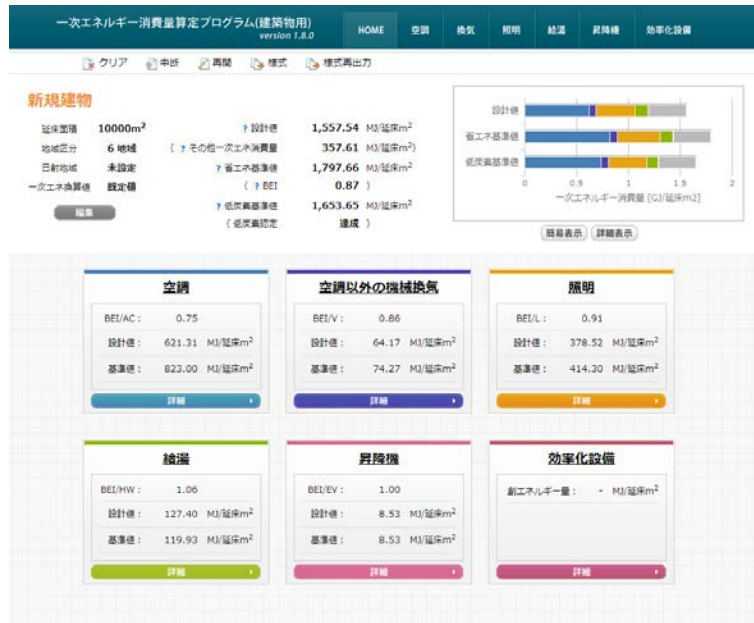 一次エネルギー消費量算定プログラム(建築物用)
version 1.8.0
HOME 空調 換気 照明 給湯 昇降機 効率化設備
クリア 中断 再開 様式 様式再出力
新規建物
延床面積 10000m²
地域区分 6 地域
日射地域 未設定
一次エネ換算値 既定値
編集
? 設計値 1,557.54 MJ/延床m²
( ? その他一次エネ消費量 357.61 MJ/延床m²)
? 省エネ基準値 1,797.66 MJ/延床m²
( ? BEI 0.87 )
? 低炭素基準値 1,653.65 MJ/延床m²
( 低炭素認定 達成 )
設計値
省エネ基準値
低炭素基準値
0 0.5 1 1.5 2
一次エネルギー消費量 [GJ/延床m2]
簡易表示 詳細表示
空調
BEI/AC : 0.75
設計値 : 621.31 MJ/延床m²
基準値 : 823.00 MJ/延床m²
詳細
空調以外の機械換気
BEI/V : 0.86
設計値 : 64.17 MJ/延床m²
基準値 : 74.27 MJ/延床m²
詳細
照明
BEI/L : 0.91
設計値 : 378.52 MJ/延床m²
基準値 : 414.30 MJ/延床m²
詳細
給湯
BEI/HW : 1.06
設計値 : 127.40 MJ/延床m²
基準値 : 119.93 MJ/延床m²
詳細
昇降機
BEI/EV : 1.00
設計値 : 8.53 MJ/延床m²
基準値 : 8.53 MJ/延床m²
詳細
効率化設備
創エネルギー量 : - MJ/延床m²
詳細